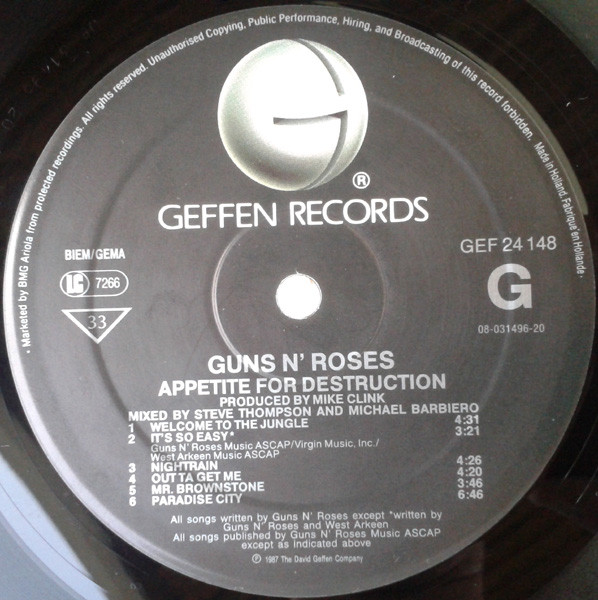 · Marketed by BMG Ariola from protected recordings. All rights reserved. Unauthorised Copying, Public Performance, Hiring, and Broadcasting of this record forbidden. Made in Holland. Fabriqué en Hollande ·
G
®
GEFFEN RECORDS
BIEM/GEMA
LC 7266
33
GEF 24 148
G
08-031496-20
GUNS N' ROSES
APPETITE FOR DESTRUCTION
PRODUCED BY MIKE CLINK
MIXED BY STEVE THOMPSON AND MICHAEL BARBIERO
1 WELCOME TO THE JUNGLE 4:31
2 IT'S SO EASY* 3:21
Guns N' Roses Music ASCAP/Virgin Music, Inc./
West Arkeen Music ASCAP
3 NIGHTRAIN 4:26
4 OUT TA GET ME 4:20
5 MR. BROWNSTONE 3:46
6 PARADISE CITY 6:46
All songs written by Guns N' Roses except *written by
Guns N' Roses and West Arkeen
All songs published by Guns N' Roses Music ASCAP
except as indicated above
℗ 1987 The David Geffen Company